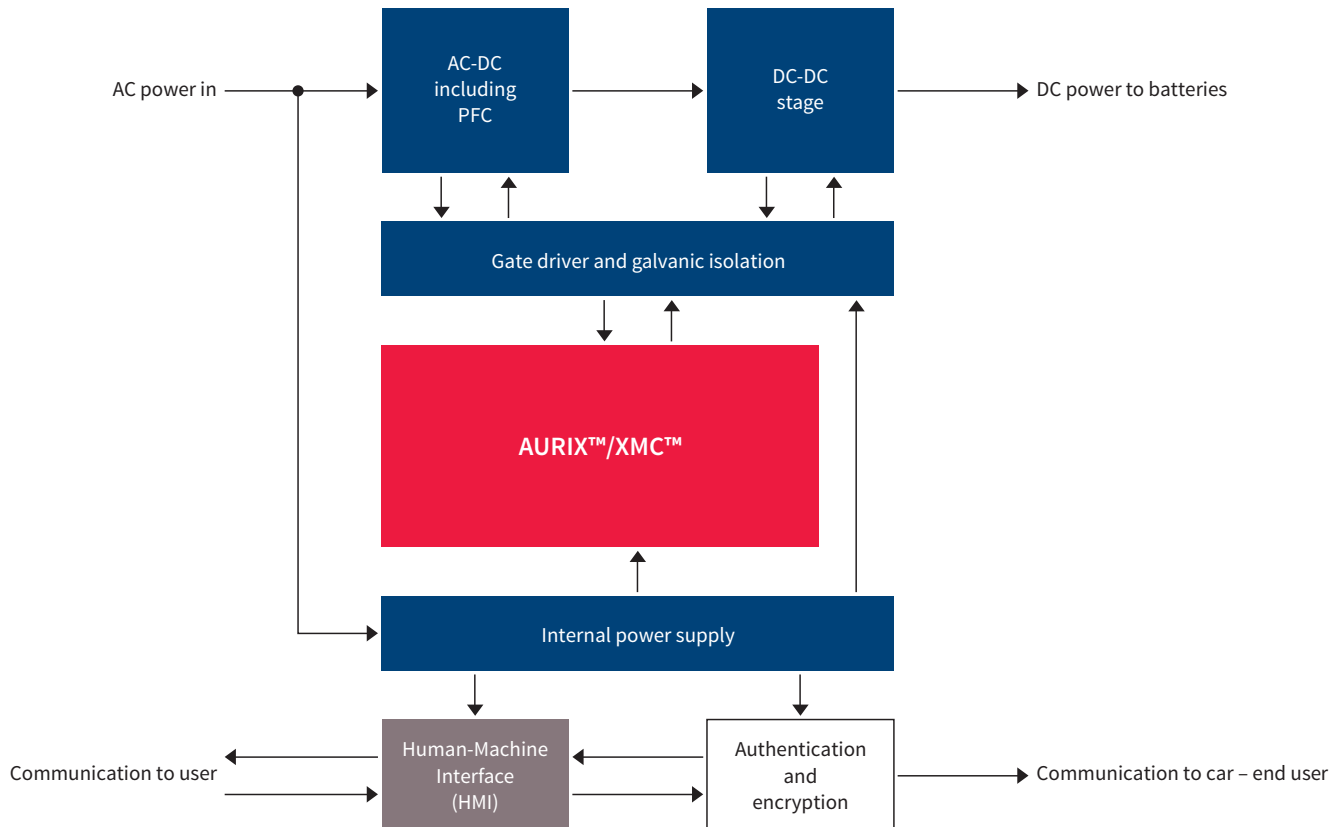 AC power in
AC-DC
including
PFC
DC-DC
stage
DC power to batteries
Gate driver and galvanic isolation
AURIX™/XMC™
Internal power supply
Communication to user
Human-Machine
Interface
(HMI)
Authentication
and
encryption
Communication to car – end user